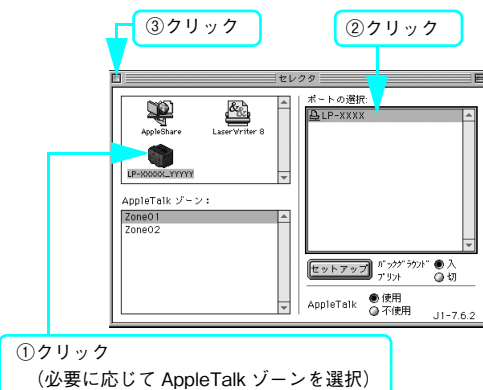 ③クリック
②クリック
セレクタ
ポートの選択:
AppleShare
LaserWriter 8
LP-XXXX
LP-XXXXX_YYYYY
AppleTalk ゾーン：
Zone01
Zone02
セットアップ
バックグラウンド
プリント
入
切
AppleTalk
使用
不使用
J1-7.6.2
①クリック
（必要に応じて AppleTalk ゾーンを選択）